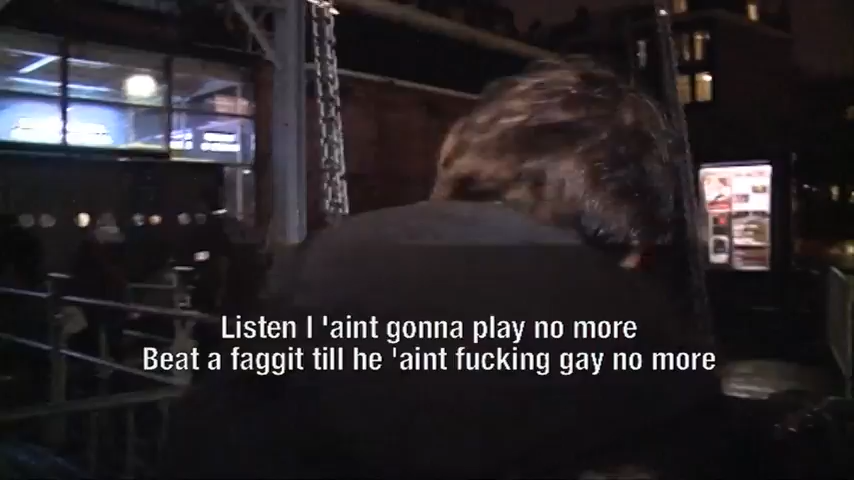 Listen I 'aint gonna play no more
Beat a faggit till he 'aint fucking gay no more